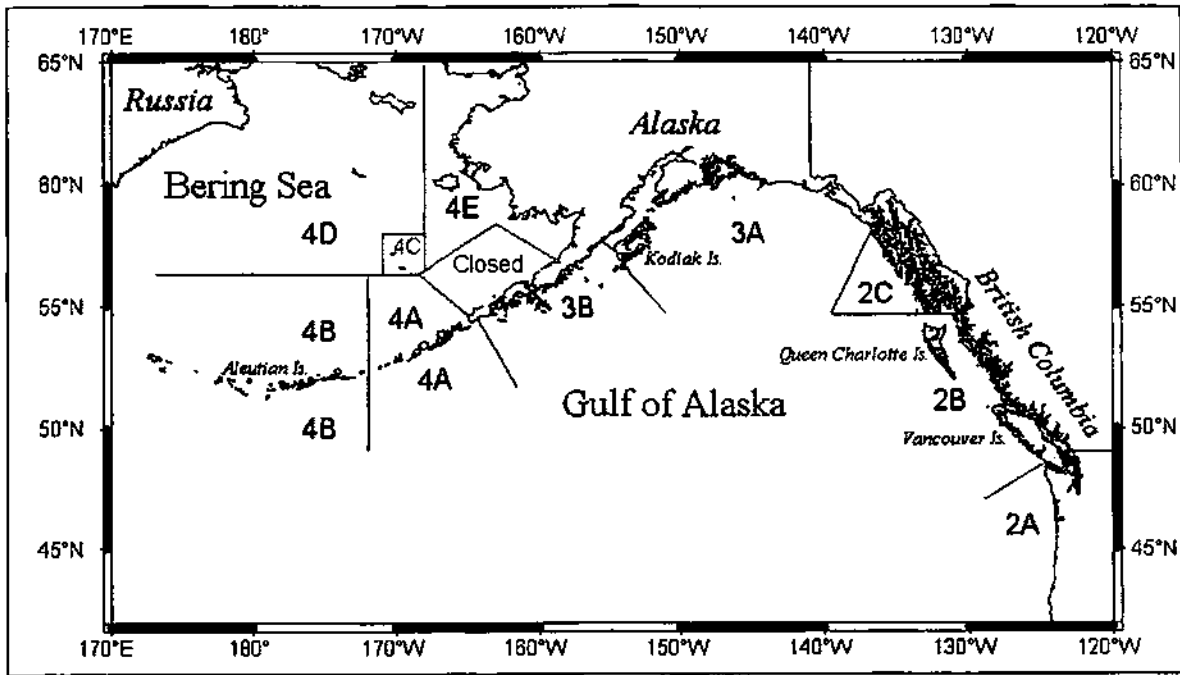 170°E 180° 170°W 160°W 150°W 140°W 130°W 120°W
65°N 65°N
Russia
Alaska
Bering Sea
60°N 60°N
4E
4D
4C
3A
Closed
Kodiak Is.
2C
British Columbia
3B
55°N 55°N
4B
4A
Queen Charlotte Is.
Aleutian Is.
4A
2B
Gulf of Alaska
4B
50°N 50°N
Vancouver Is.
2A
45°N 45°N
170°E 180° 170°W 160°W 150°W 140°W 130°W 120°W